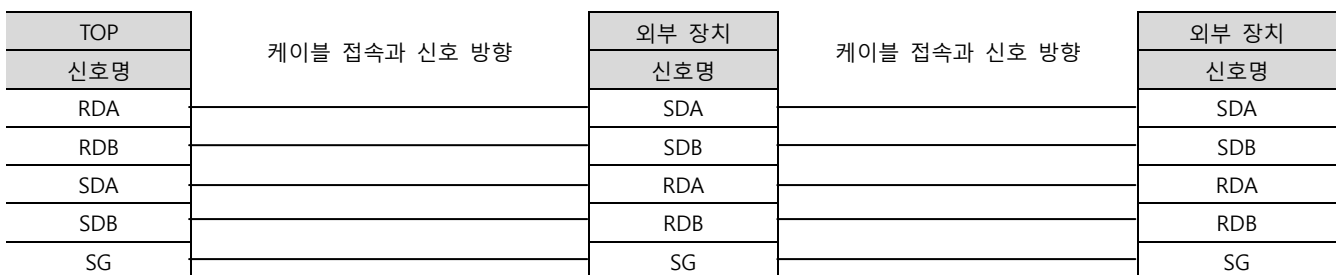 TOP 케이블 접속과 신호 방향 외부 장치 케이블 접속과 신호 방향 외부 장치
신호명 신호명 신호명
RDA SDA SDA
RDB SDB SDB
SDA RDA RDA
SDB RDB RDB
SG SG SG